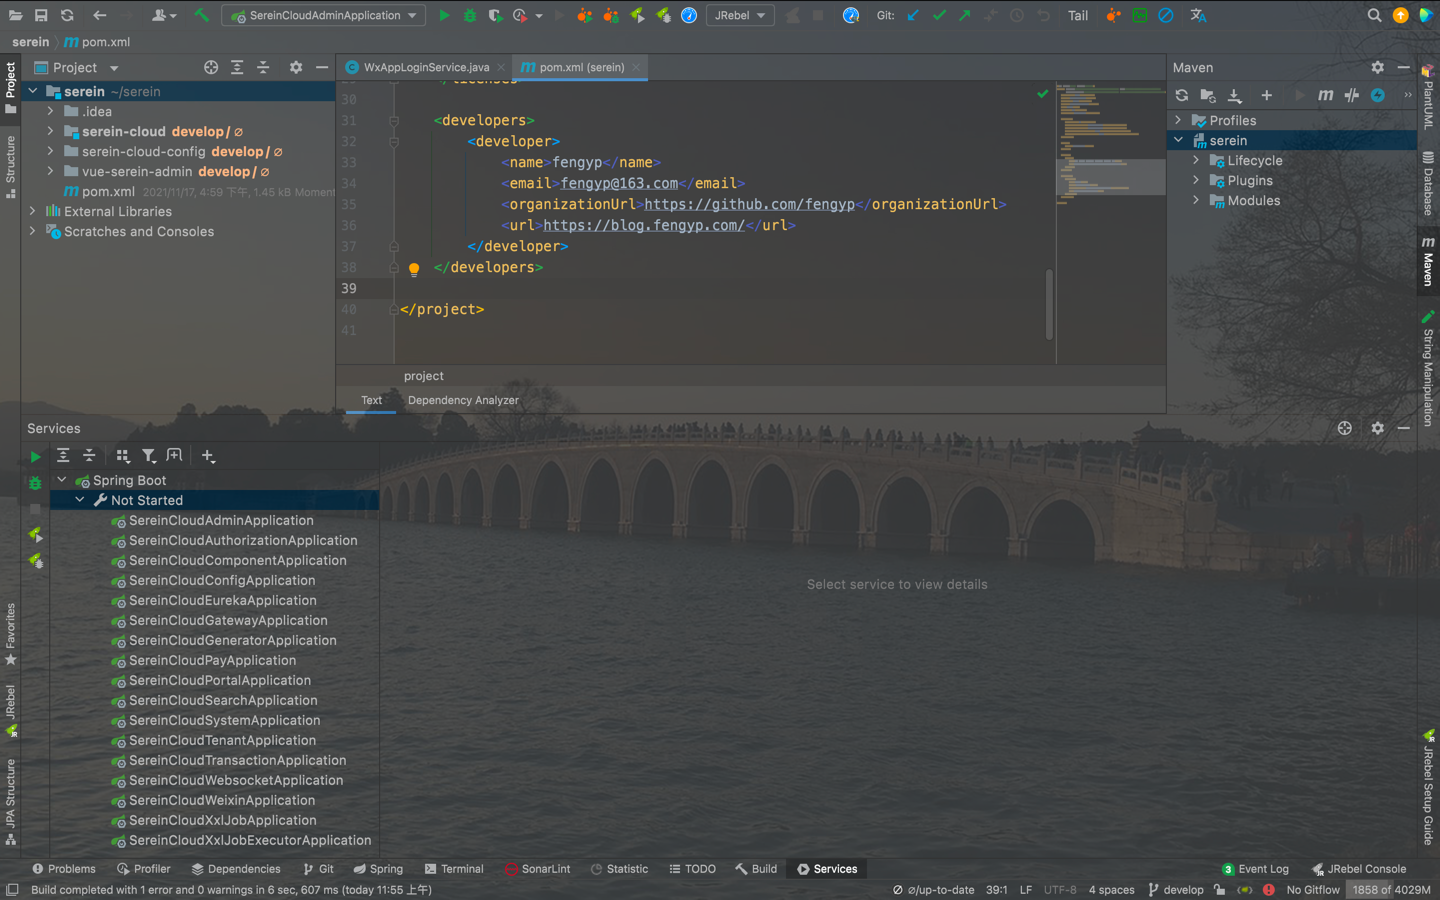 SereinCloudAdminApplication
JRebel
Git:
Tail
serein
pom.xml
Project
serein ~/serein
.idea
serein-cloud develop / ∅
serein-cloud-config develop / ∅
vue-serein-admin develop / ∅
pom.xml 2021/11/17, 4:59 下午, 1.45 kB Moment
External Libraries
Scratches and Consoles
WxAppLoginService.java
pom.xml (serein)
30
31 <developers>
32 <developer>
33 <name>fengyp</name>
34 <email>fengyp@163.com</email>
35 <organizationUrl>https://github.com/fengyp</organizationUrl>
36 <url>https://blog.fengyp.com/</url>
37 </developer>
38 </developers>
39
40 </project>
41
project
Text
Dependency Analyzer
Maven
Profiles
serein
Lifecycle
Plugins
Modules
Project
Structure
Favorites
JRebel
JPA Structure
PlantUML
Database
Maven
String Manipulation
JRebel Setup Guide
Services
Spring Boot
Not Started
SereinCloudAdminApplication
SereinCloudAuthorizationApplication
SereinCloudComponentApplication
SereinCloudConfigApplication
SereinCloudEurekaApplication
SereinCloudGatewayApplication
SereinCloudGeneratorApplication
SereinCloudPayApplication
SereinCloudPortalApplication
SereinCloudSearchApplication
SereinCloudSystemApplication
SereinCloudTenantApplication
SereinCloudTransactionApplication
SereinCloudWebsocketApplication
SereinCloudWeixinApplication
SereinCloudXxlJobApplication
SereinCloudXxlJobExecutorApplication
Select service to view details
Problems
Profiler
Dependencies
Git
Spring
Terminal
SonarLint
Statistic
TODO
Build
Services
3 Event Log
JRebel Console
Build completed with 1 error and 0 warnings in 6 sec, 607 ms (today 11:55 上午)
∅/up-to-date
39:1
LF
UTF-8
4 spaces
develop
No Gitflow
1858 of 4029M